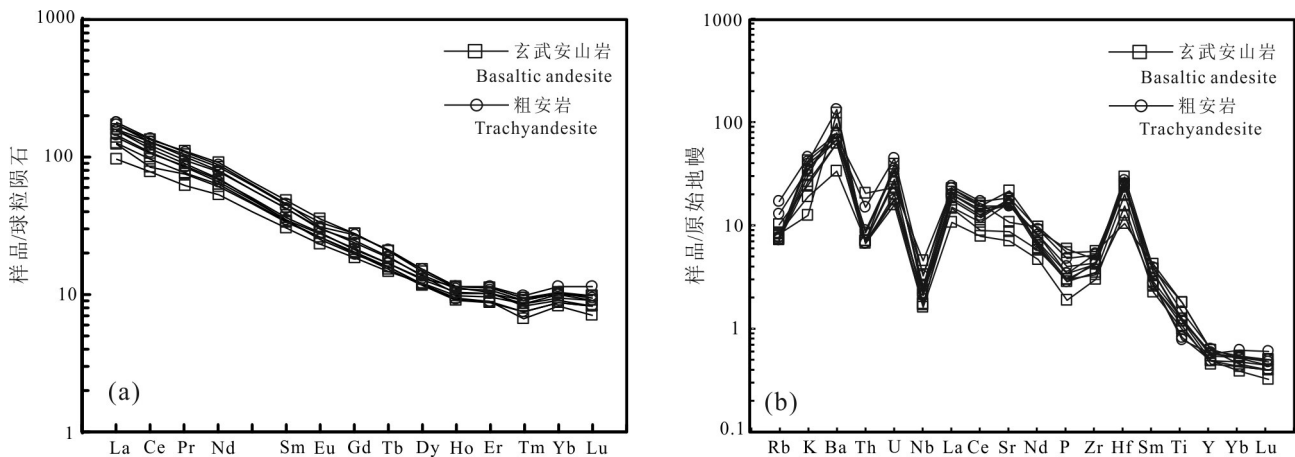 1000
100
10
1
样品/球粒陨石
玄武安山岩
Basaltic andesite
粗安岩
Trachyandesite
(a)
La Ce Pr Nd Sm Eu Gd Tb Dy Ho Er Tm Yb Lu
1000
100
10
1
0.1
样品/原始地幔
玄武安山岩
Basaltic andesite
粗安岩
Trachyandesite
(b)
Rb K Ba Th U Nb La Ce Sr Nd P Zr Hf Sm Ti Y Yb Lu